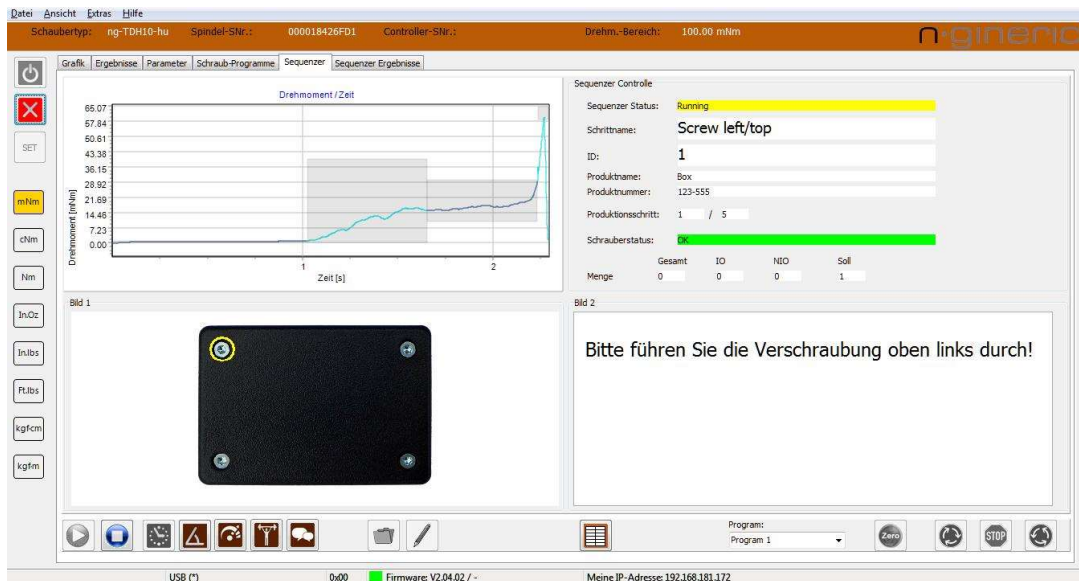 Datei Ansicht Extras Hilfe
Schaubertyp: ng-TDH10-hu Spindel-SNr.: 000018426FD1 Controller-SNr.: Drehm.-Bereich: 100.00 mNm n-gineric
Grafik Ergebnisse Parameter Schraub-Programme Sequenzer Sequenzer Ergebnisse
SET
mNm
cNm
Nm
In.Oz
In.lbs
Ft.lbs
kgf-cm
kgf-m
Drehmoment / Zeit
65.07
57.84
50.61
43.38
36.15
28.92
21.69
14.46
7.23
0.00
Drehmoment [mNm]
1 2
Zeit [s]
Sequenzer Controlle
Sequenzer Status: Running
Schrittname: Screw left/top
ID: 1
Produktname: Box
Produktnummer: 123-555
Produktionsschritt: 1 / 5
Schrauberstatus: OK
Gesamt IO NIO Soll
Menge 0 0 0 1
Bild 1
Bild 2
Bitte führen Sie die Verschraubung oben links durch!
Program:
Program 1
Zero
STOP
USB (*) 0x00 Firmware: V2.04.02 / - Meine IP-Adresse: 192.168.181.172